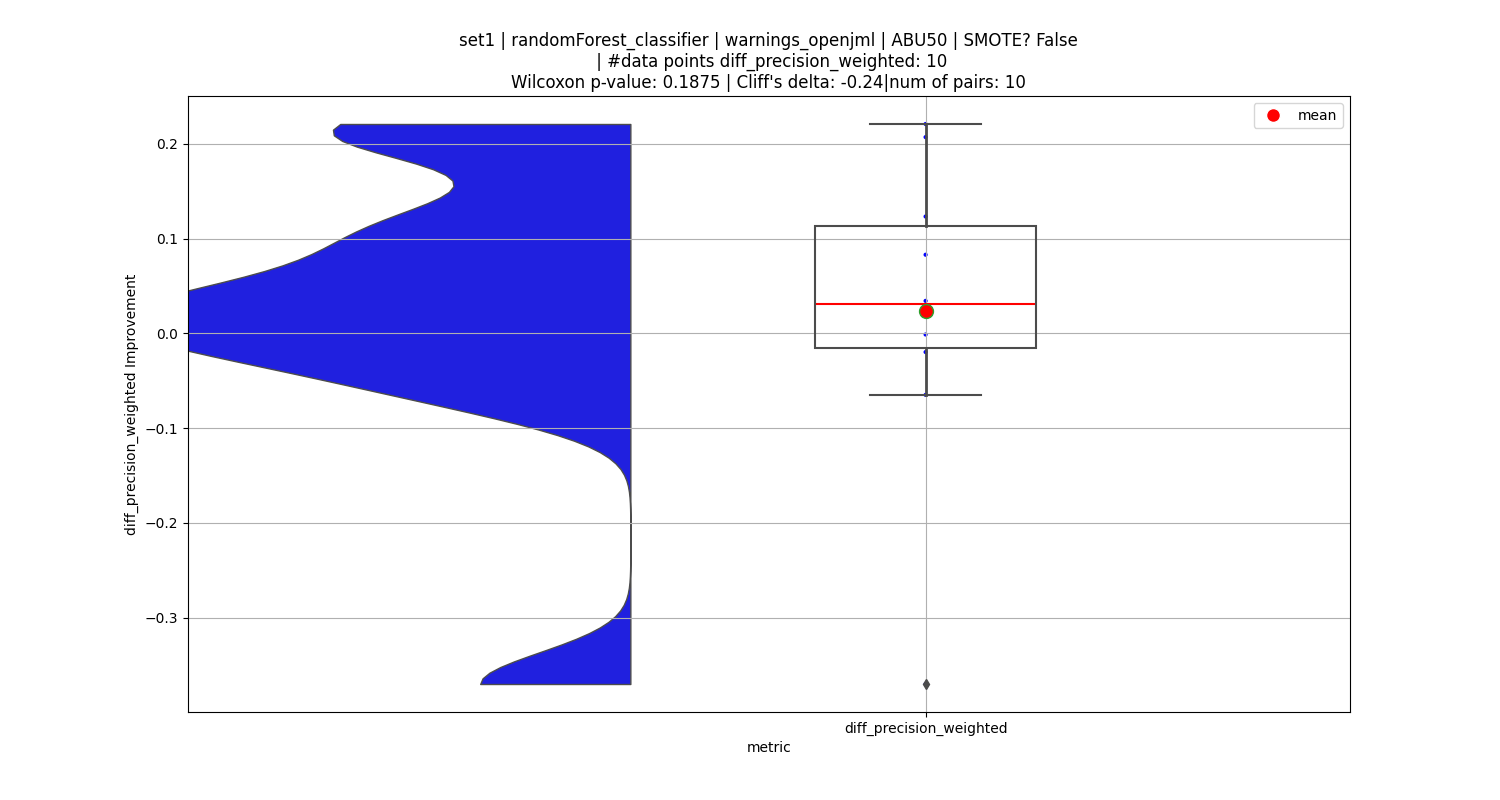 set1 | randomForest_classifier | warnings_openjml | ABU50 | SMOTE? False
| #data points diff_precision_weighted: 10
Wilcoxon p-value: 0.1875 | Cliff's delta: -0.24|num of pairs: 10
mean
0.2
0.1
0.0
−0.1
−0.2
−0.3
diff_precision_weighted Improvement
diff_precision_weighted
metric